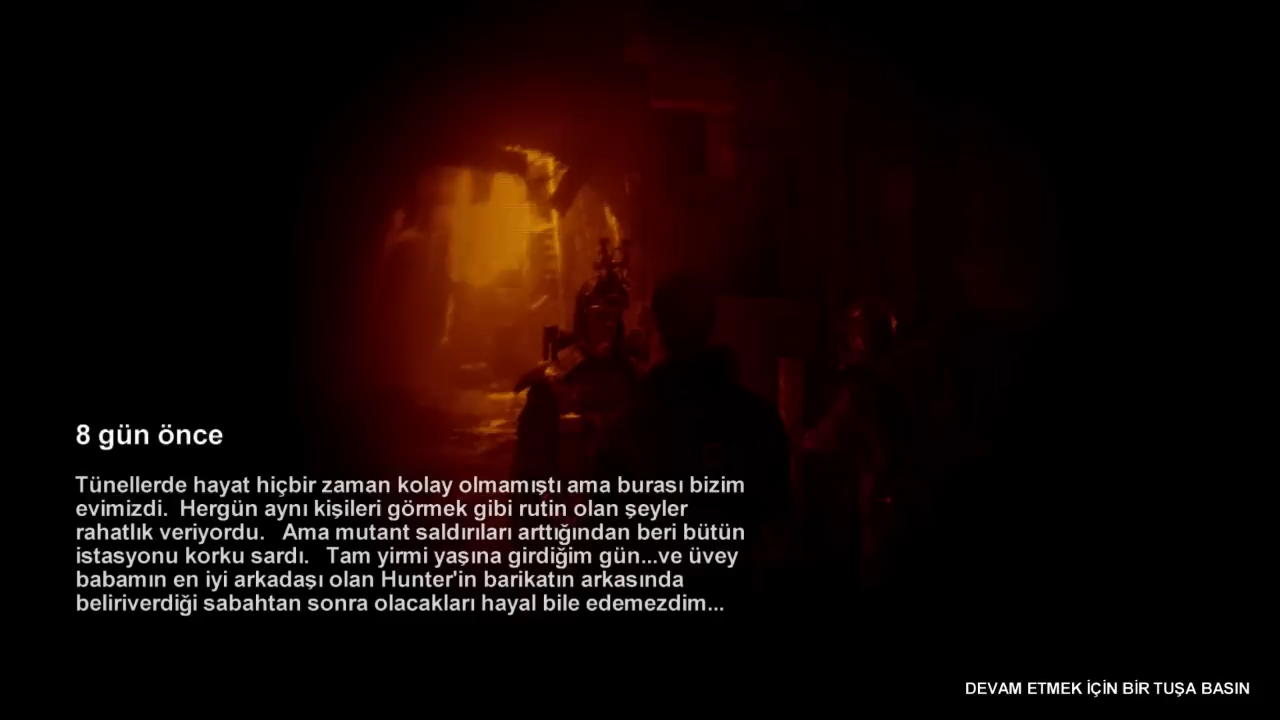 8 gün önce
Tünellerde hayat hiçbir zaman kolay olmamıştı ama burası bizim
evimizdi.  Hergün aynı kişileri görmek gibi rutin olan şeyler
rahatlık veriyordu.   Ama mutant saldırıları arttığından beri bütün
istasyonu korku sardı.   Tam yirmi yaşına girdiğim gün...ve üvey
babamın en iyi arkadaşı olan Hunter'in barikatın arkasında
beliriverdiği sabahtan sonra olacakları hayal bile edemezdim...
DEVAM ETMEK İÇİN BİR TUŞA BASIN